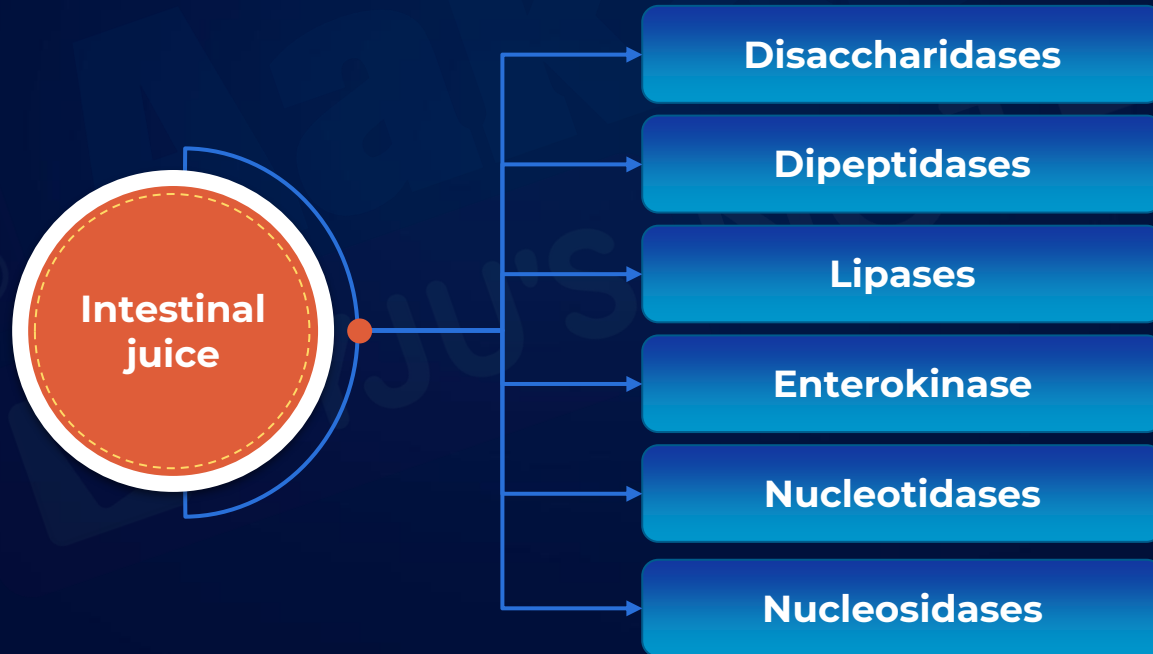 Disaccharidases
Dipeptidases
Lipases
Intestinal
juice
Enterokinase
Nucleotidases
Nucleosidases